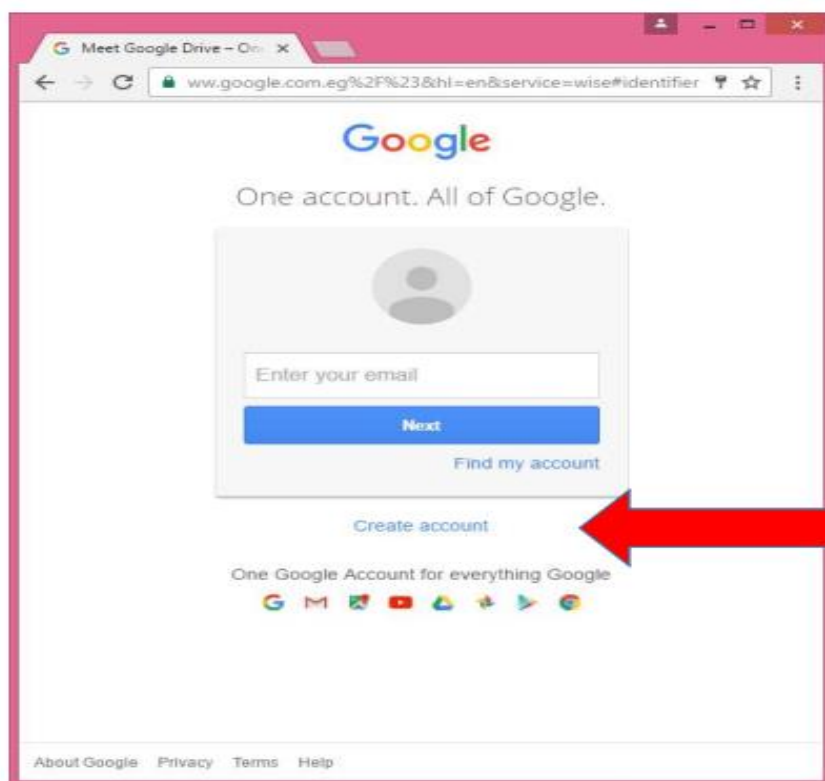 Meet Google Drive – On
ww.google.com.eg%2F%23&hl=en&service=wise#identifier
Google
One account. All of Google.
Enter your email
Next
Find my account
Create account
One Google Account for everything Google
About Google Privacy Terms Help